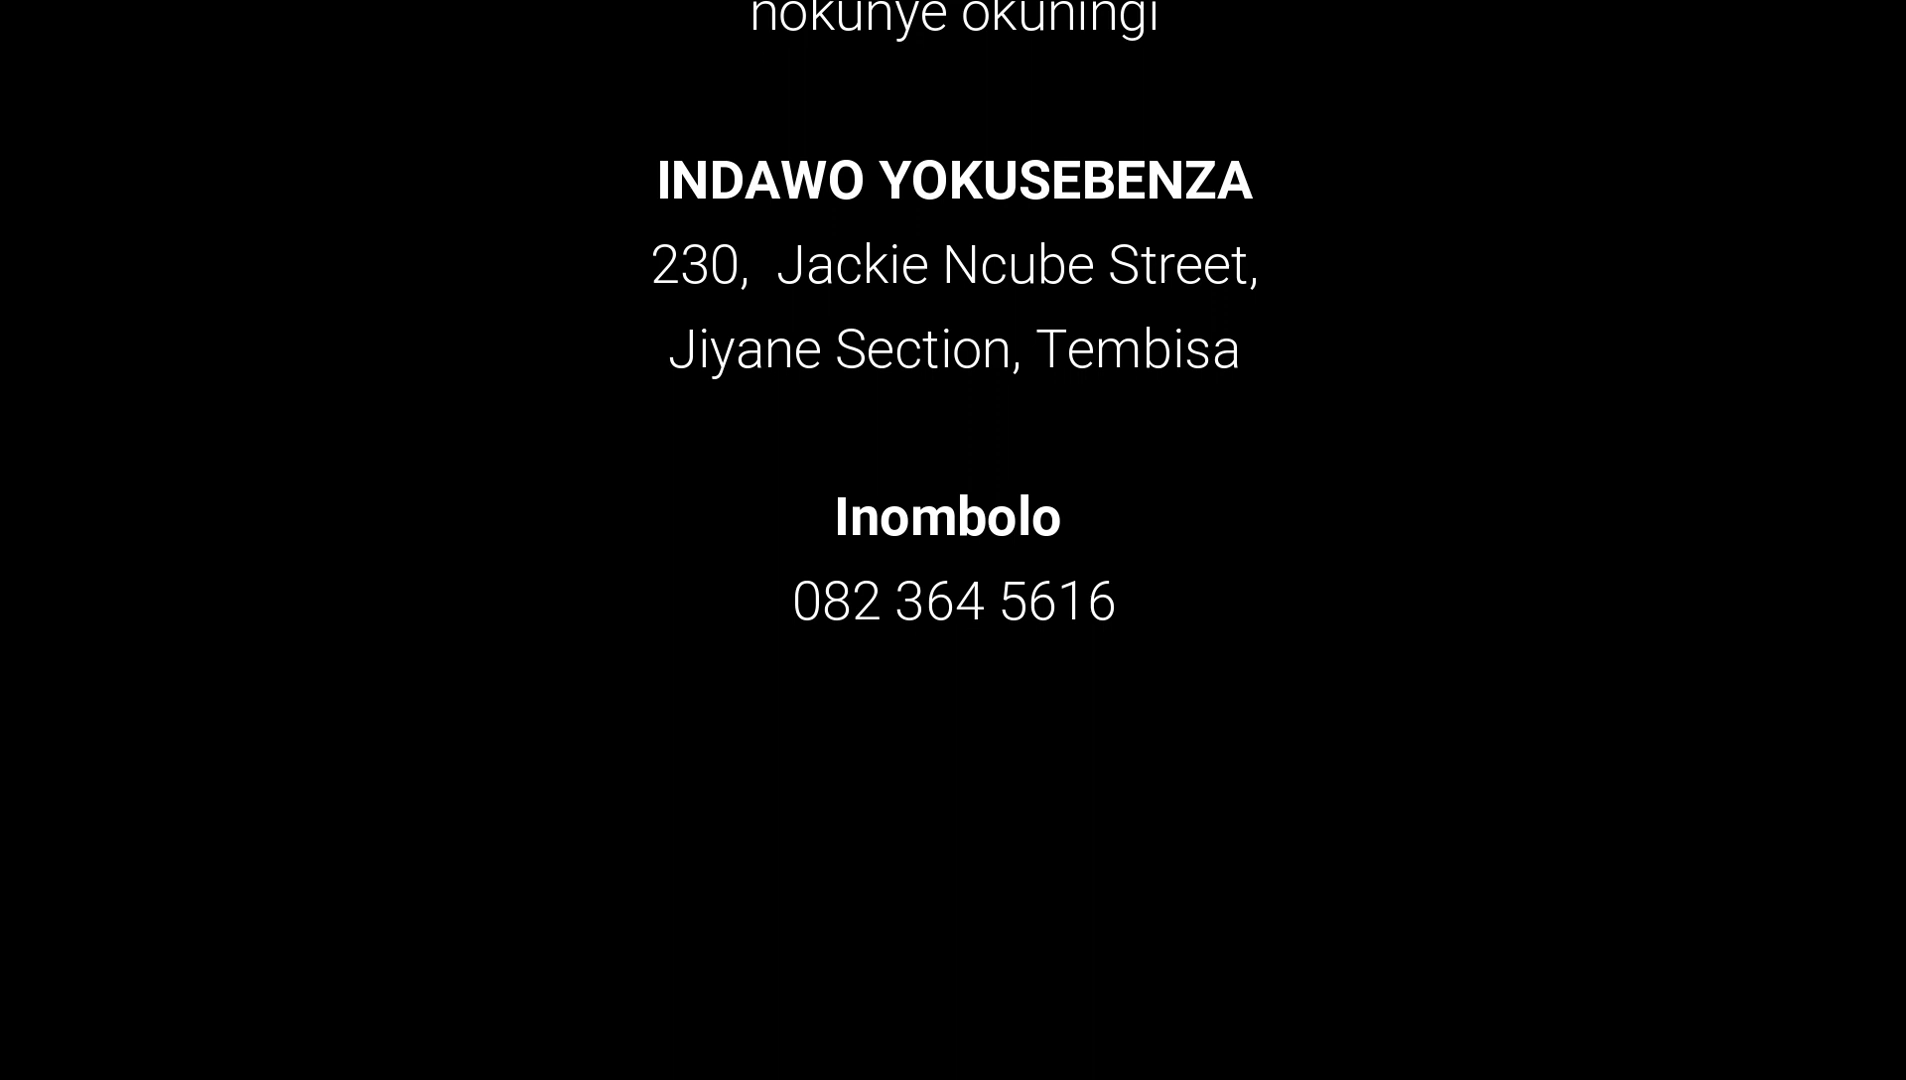 nokunye okuningi
INDAWO YOKUSEBENZA
230,  Jackie Ncube Street,
Jiyane Section, Tembisa
Inombolo
082 364 5616